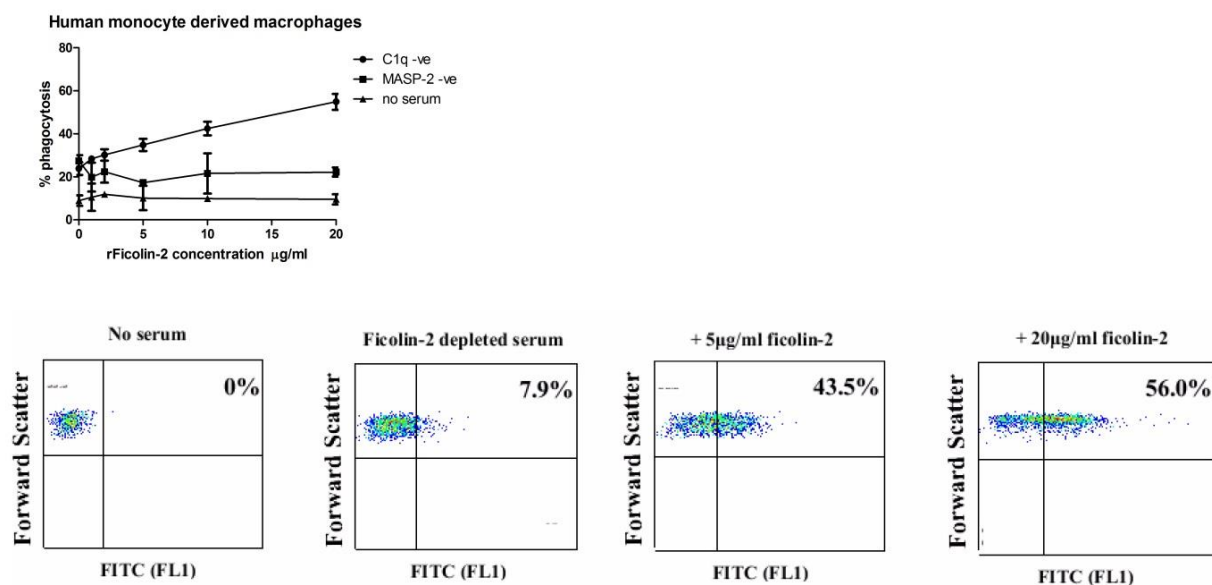 Human monocyte derived macrophages
80
60
40
20
0
% phagocytosis
0 5 10 15 20
rFicolin-2 concentration μg/ml
C1q -ve
MASP-2 -ve
no serum
No serum
0%
Forward Scatter
FITC (FL1)
Ficolin-2 depleted serum
7.9%
Forward Scatter
FITC (FL1)
+ 5μg/ml ficolin-2
43.5%
Forward Scatter
FITC (FL1)
+ 20μg/ml ficolin-2
56.0%
Forward Scatter
FITC (FL1)